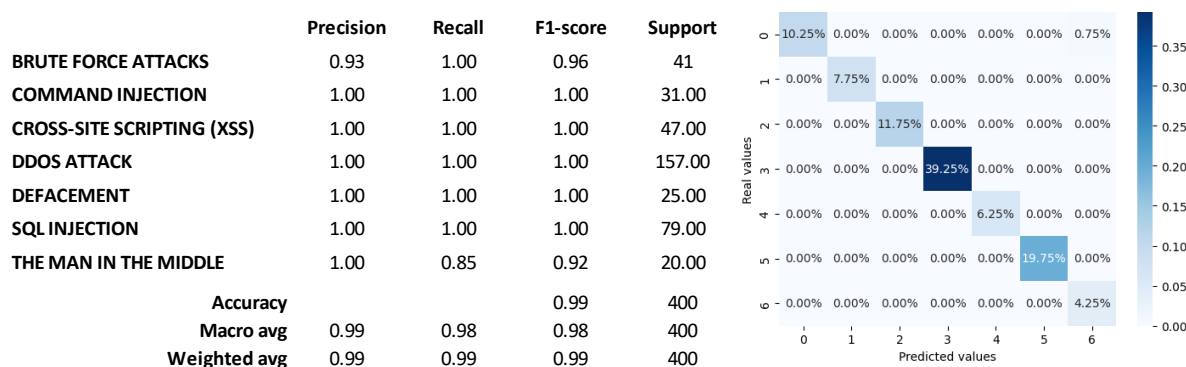 Precision Recall F1-score Support
BRUTE FORCE ATTACKS 0.93 1.00 0.96 41
COMMAND INJECTION 1.00 1.00 1.00 31.00
CROSS-SITE SCRIPTING (XSS) 1.00 1.00 1.00 47.00
DDOS ATTACK 1.00 1.00 1.00 157.00
DEFACEMENT 1.00 1.00 1.00 25.00
SQL INJECTION 1.00 1.00 1.00 79.00
THE MAN IN THE MIDDLE 1.00 0.85 0.92 20.00
Accuracy 0.99 400
Macro avg 0.99 0.98 0.98 400
Weighted avg 0.99 0.99 0.99 400
Real values
0 10.25% 0.00% 0.00% 0.00% 0.00% 0.00% 0.75%
1 0.00% 7.75% 0.00% 0.00% 0.00% 0.00% 0.00%
2 0.00% 0.00% 11.75% 0.00% 0.00% 0.00% 0.00%
3 0.00% 0.00% 0.00% 39.25% 0.00% 0.00% 0.00%
4 0.00% 0.00% 0.00% 0.00% 6.25% 0.00% 0.00%
5 0.00% 0.00% 0.00% 0.00% 0.00% 19.75% 0.00%
6 0.00% 0.00% 0.00% 0.00% 0.00% 0.00% 4.25%
0 1 2 3 4 5 6
Predicted values
0.35
0.30
0.25
0.20
0.15
0.10
0.05
0.00